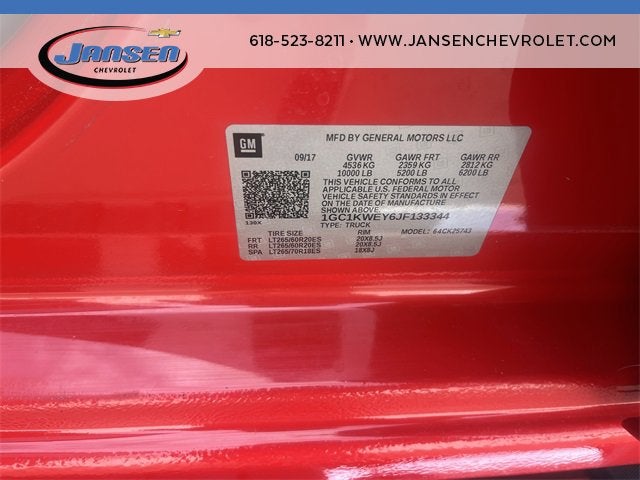 JANSEN
CHEVROLET
618-523-8211 • WWW.JANSENCHEVROLET.COM
GM
MFD BY GENERAL MOTORS LLC
09/17 GVWR GAWR FRT GAWR RR
4536 KG 2359 KG 2812 KG
10000 LB 5200 LB 6200 LB
THIS VEHICLE CONFORMS TO ALL
APPLICABLE U.S. FEDERAL MOTOR
VEHICLE SAFETY STANDARDS IN EFFECT
ON THE DATE OF MANUFACTURE
SHOWN ABOVE.
1GC1KWEY6JF133344
TYPE: TRUCK
MODEL: 64CK25743
TIRE SIZE RIM
FRT LT265/60R20ES 20X8.5J
RR LT265/60R20ES 20X8.5J
SPA LT265/70R18ES 18X8J